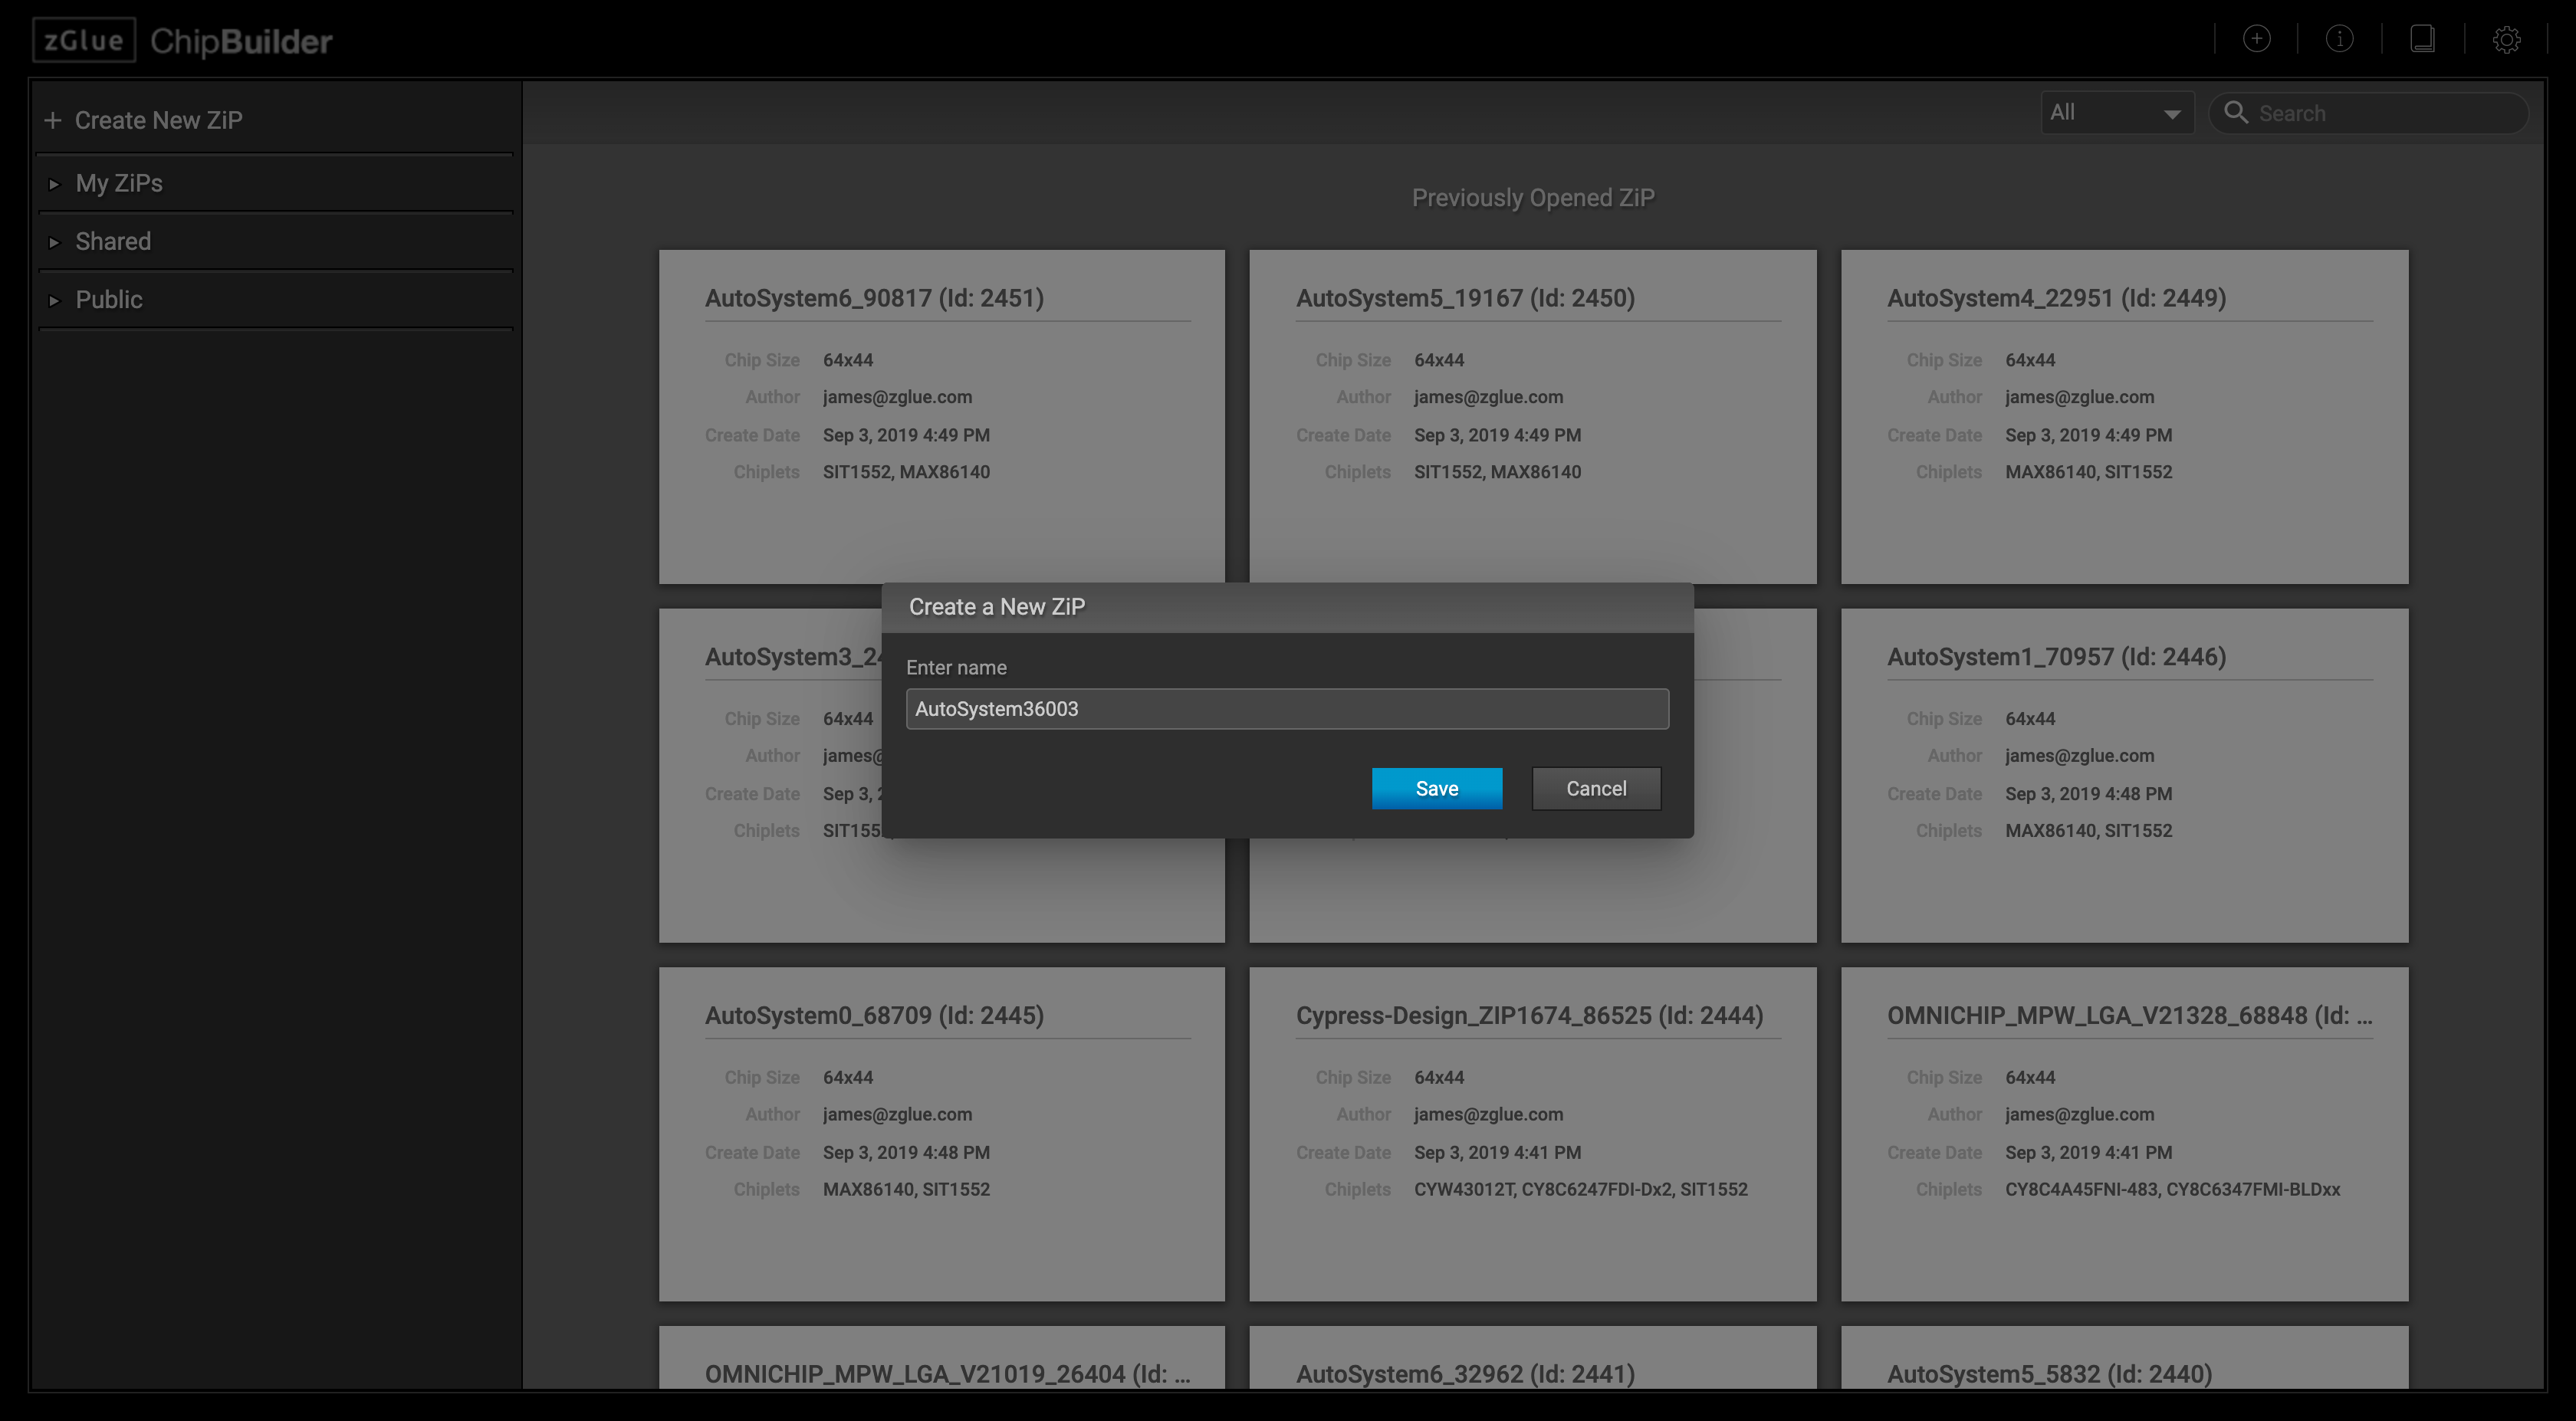 zGlue ChipBuilder
All
Search
+ Create New ZiP
My ZiPs
Shared
Public
Previously Opened ZiP
AutoSystem6_90817 (Id: 2451)
Chip Size 64x44
Author james@zglue.com
Create Date Sep 3, 2019 4:49 PM
Chiplets SIT1552, MAX86140
AutoSystem5_19167 (Id: 2450)
Chip Size 64x44
Author james@zglue.com
Create Date Sep 3, 2019 4:49 PM
Chiplets SIT1552, MAX86140
AutoSystem4_22951 (Id: 2449)
Chip Size 64x44
Author james@zglue.com
Create Date Sep 3, 2019 4:49 PM
Chiplets MAX86140, SIT1552
Create a New ZiP
Enter name
AutoSystem36003
Save
Cancel
AutoSystem3_24
Chip Size 64x44
Author james@
Create Date Sep 3, 2
Chiplets SIT155
AutoSystem1_70957 (Id: 2446)
Chip Size 64x44
Author james@zglue.com
Create Date Sep 3, 2019 4:48 PM
Chiplets MAX86140, SIT1552
AutoSystem0_68709 (Id: 2445)
Chip Size 64x44
Author james@zglue.com
Create Date Sep 3, 2019 4:48 PM
Chiplets MAX86140, SIT1552
Cypress-Design_ZIP1674_86525 (Id: 2444)
Chip Size 64x44
Author james@zglue.com
Create Date Sep 3, 2019 4:41 PM
Chiplets CYW43012T, CY8C6247FDI-Dx2, SIT1552
OMNICHIP_MPW_LGA_V21328_68848 (Id: ...
Chip Size 64x44
Author james@zglue.com
Create Date Sep 3, 2019 4:41 PM
Chiplets CY8C4A45FNI-483, CY8C6347FMI-BLDxx
OMNICHIP_MPW_LGA_V21019_26404 (Id: ...
AutoSystem6_32962 (Id: 2441)
AutoSystem5_5832 (Id: 2440)